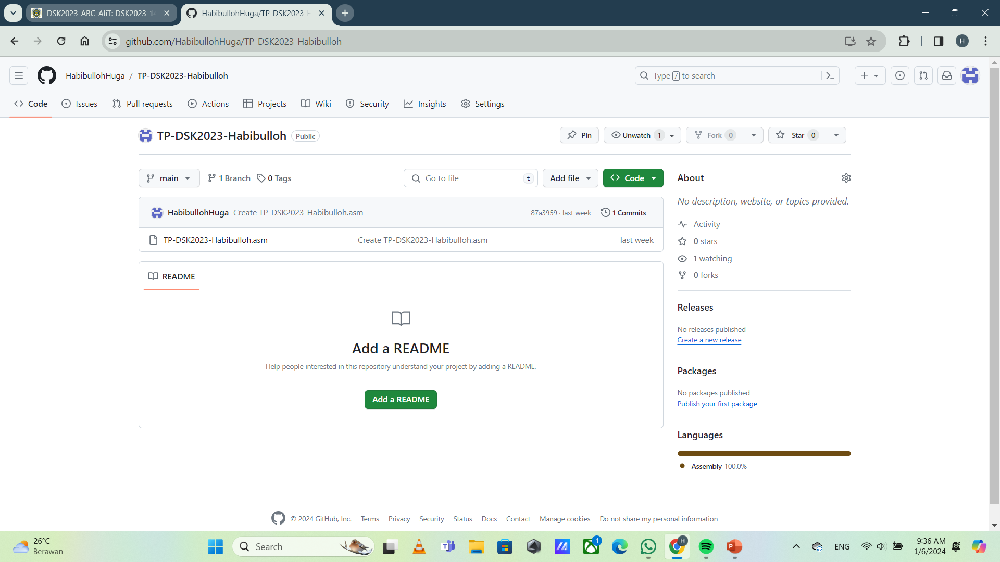 DSK2023-ABC-AliT: DSK2023-1
HabibullohHuga/TP-DSK2023-H
github.com/HabibullohHuga/TP-DSK2023-Habibulloh
H
HabibullohHuga / TP-DSK2023-Habibulloh
Type / to search
Code
Issues
Pull requests
Actions
Projects
Wiki
Security
Insights
Settings
TP-DSK2023-Habibulloh Public
Pin
Unwatch 1
Fork 0
Star 0
main
1 Branch
0 Tags
Go to file t
Add file
Code
HabibullohHuga Create TP-DSK2023-Habibulloh.asm 87a3959 · last week 1 Commits
TP-DSK2023-Habibulloh.asm Create TP-DSK2023-Habibulloh.asm last week
README
Add a README
Help people interested in this repository understand your project by adding a README.
Add a README
About
No description, website, or topics provided.
Activity
0 stars
1 watching
0 forks
Releases
No releases published
Create a new release
Packages
No packages published
Publish your first package
Languages
Assembly 100.0%
© 2024 GitHub, Inc. Terms Privacy Security Status Docs Contact Manage cookies Do not share my personal information
26°C
Berawan
Search
1
H
ENG
9:36 AM
1/6/2024